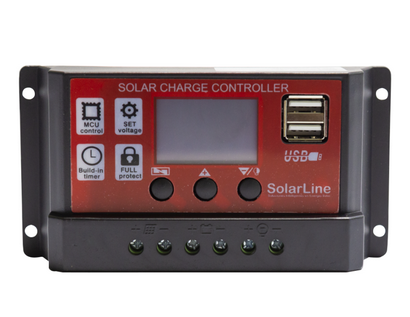 SOLAR CHARGE CONTROLLER
MCU
control
SET
voltage
Build-in
timer
FULL
protect
USB
SolarLine